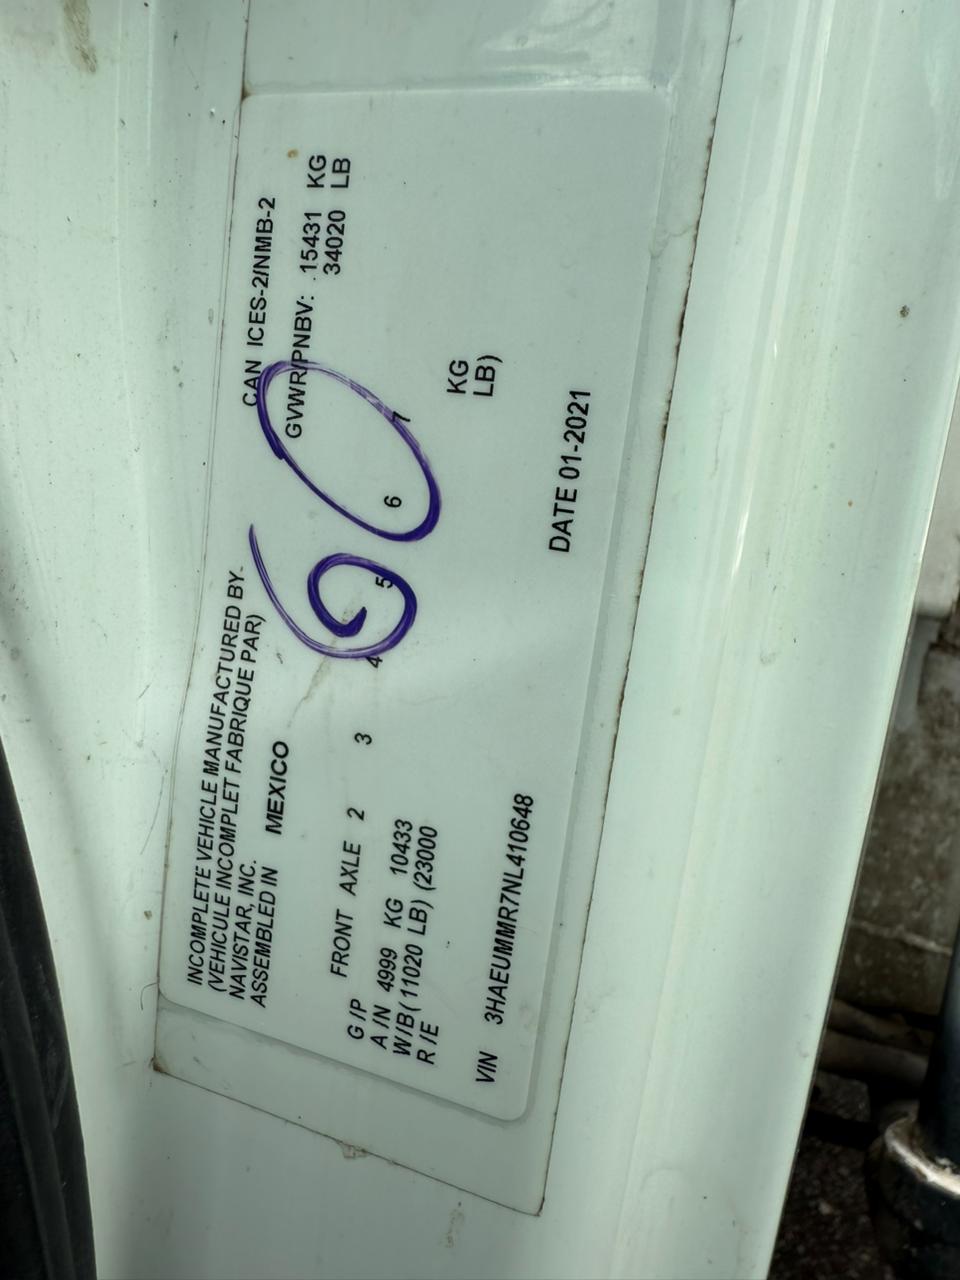 INCOMPLETE VEHICLE MANUFACTURED BY
(VEHICULE INCOMPLET FABRIQUE PAR)
NAVISTAR, INC.
ASSEMBLED IN MEXICO
CAN ICES-2/NMB-2
GVWR/PNBV: 15431 KG
34020 LB
60
FRONT AXLE 2 3 4 5 6 7
G/P
A/N 4999 KG 10433 KG
W/B (11020 LB) (23000 LB)
R/E
VIN 3HAEUMMR7NL410648
DATE 01-2021